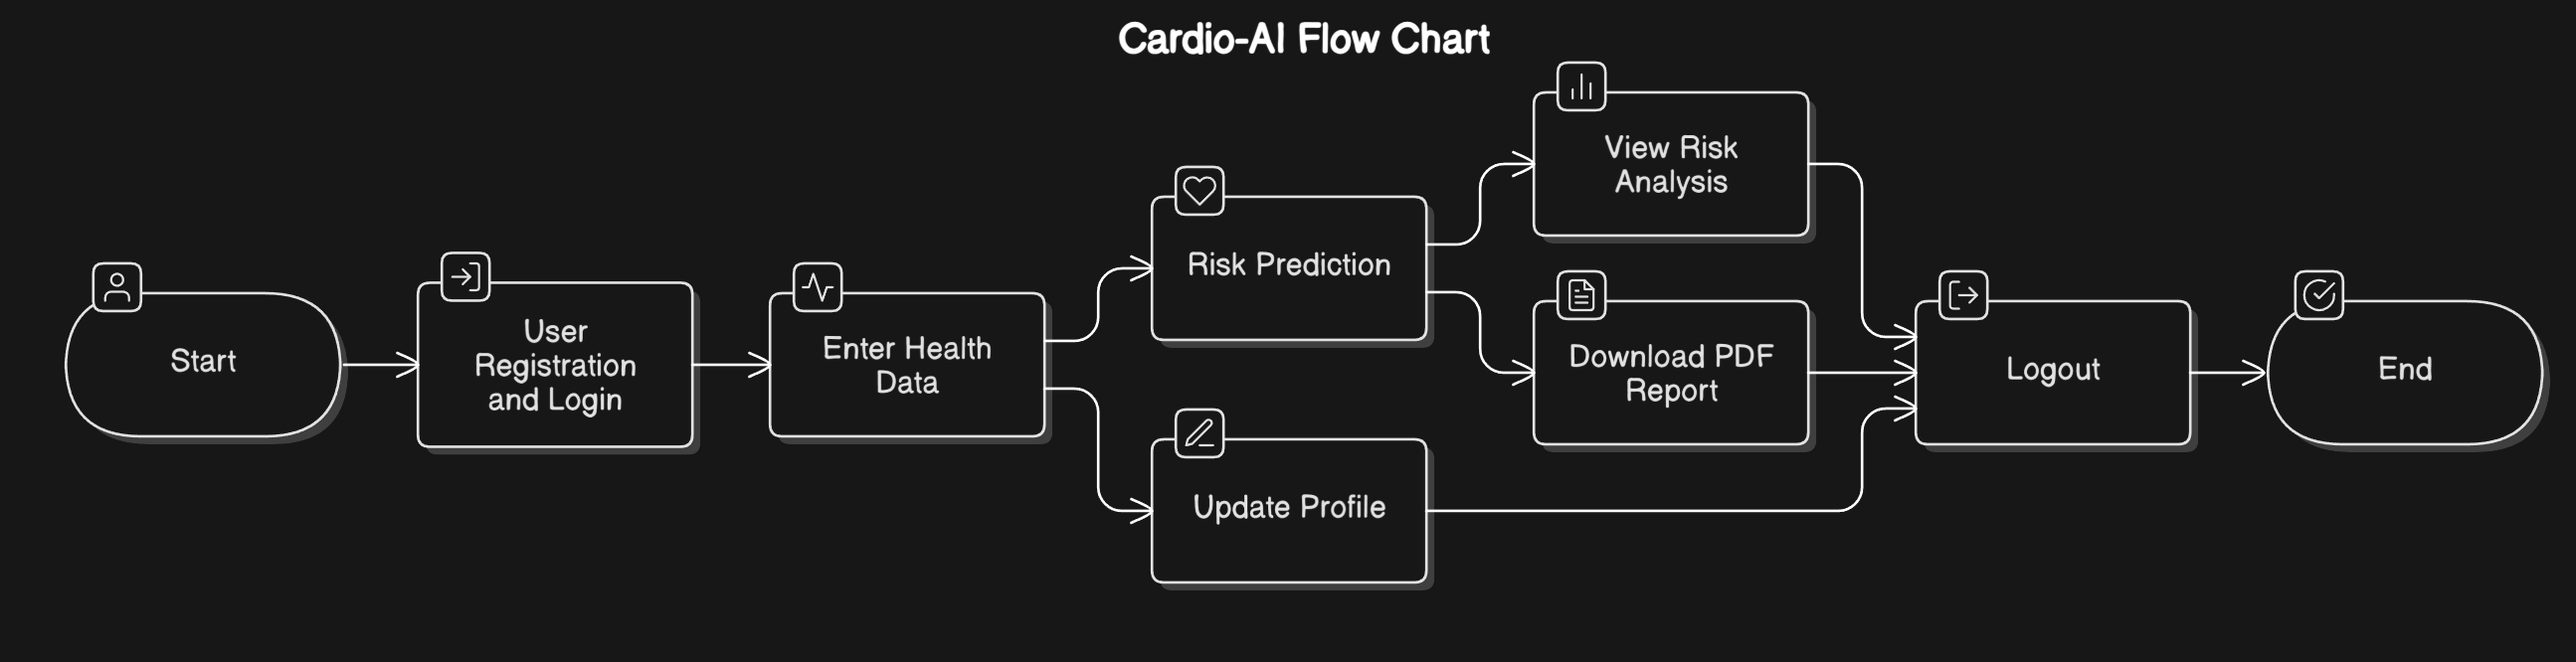 Cardio-AI Flow Chart
Start
User
Registration
and Login
Enter Health
Data
Risk Prediction
Update Profile
View Risk
Analysis
Download PDF
Report
Logout
End